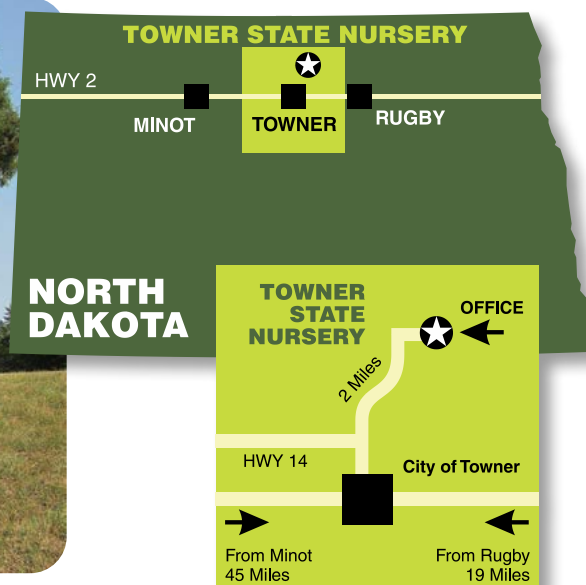 TOWNER STATE NURSERY
HWY 2
MINOT
TOWNER
RUGBY
NORTH
DAKOTA
TOWNER
STATE
NURSERY
OFFICE
2 Miles
HWY 14
City of Towner
From Minot
45 Miles
From Rugby
19 Miles